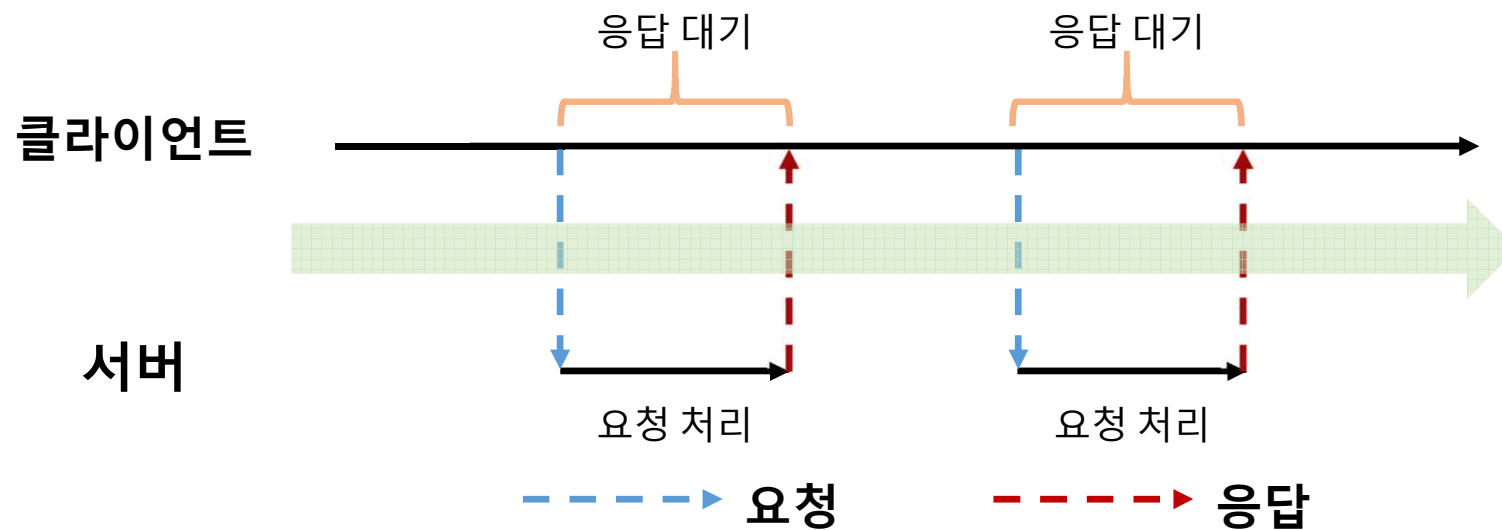 응답 대기
응답 대기
클라이언트
서버
요청 처리
요청 처리
요청
응답